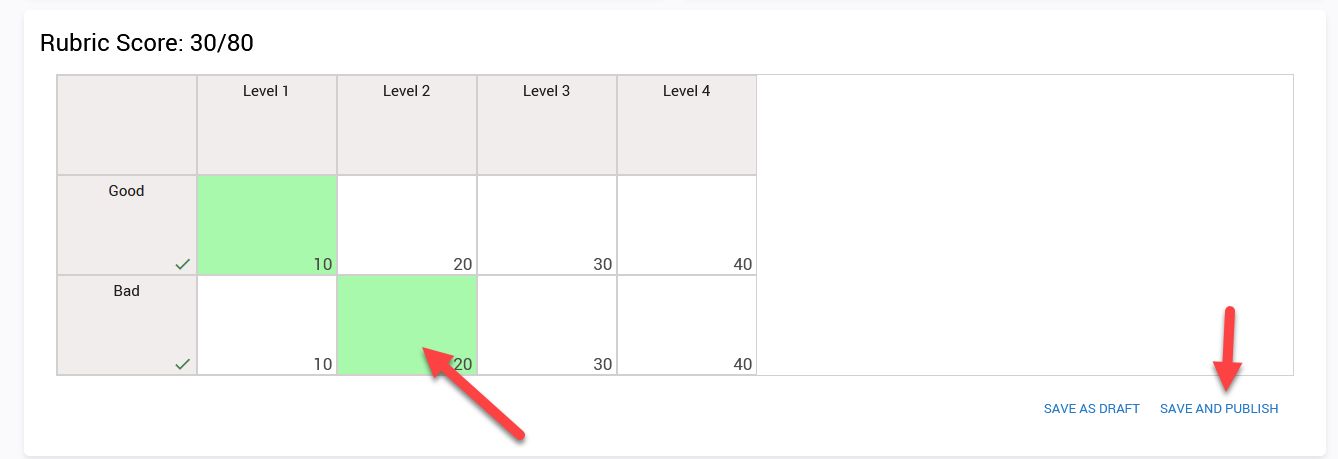 Rubric Score: 30/80
Level 1 Level 2 Level 3 Level 4
Good
10 20 30 40
Bad
10 20 30 40
SAVE AS DRAFT SAVE AND PUBLISH